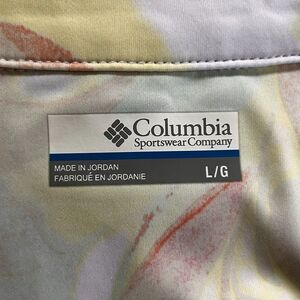 Columbia
Sportswear Company
MADE IN JORDAN
FABRIQUÉ EN JORDANIE
L/G